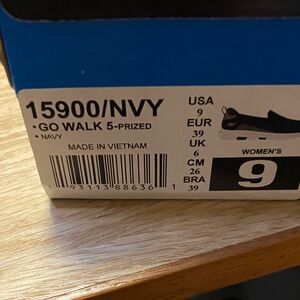 15900/NVY
•GO WALK 5-PRIZED
• NAVY
MADE IN VIETNAM
1 93113 88636 1
USA
9
EUR
39
UK
6
CM
26
BRA
39
WOMEN'S
9